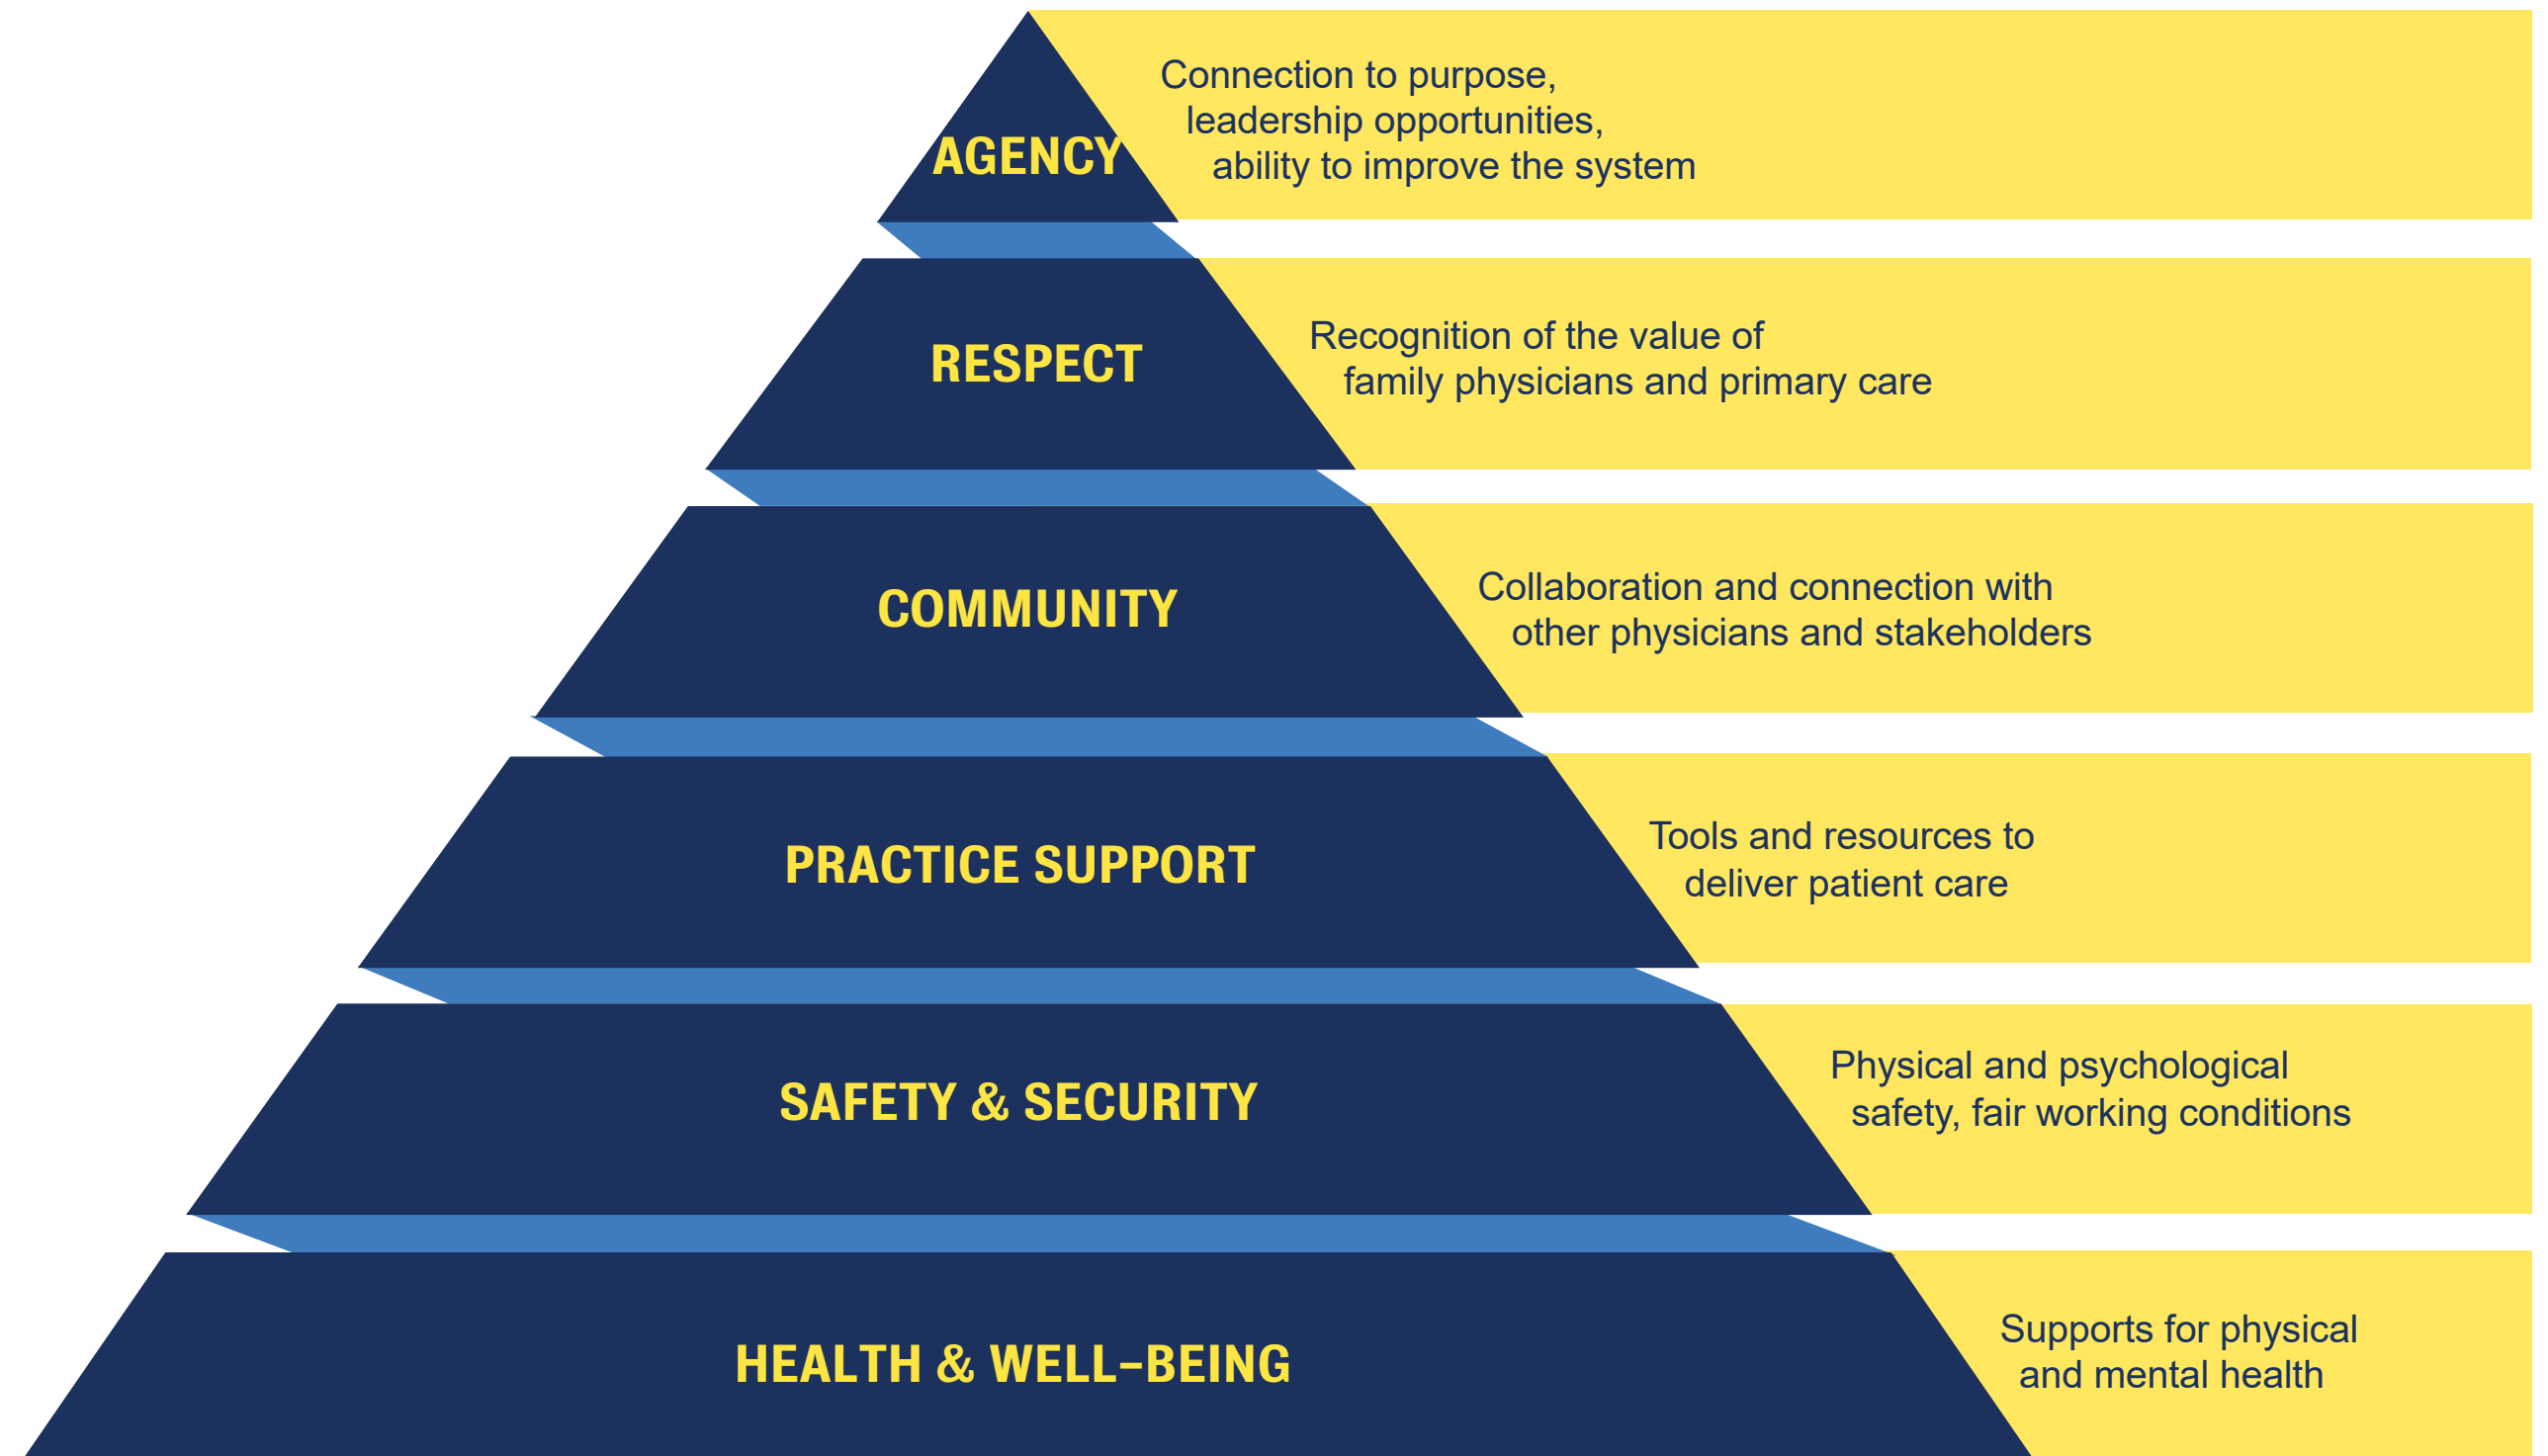 AGENCY
Connection to purpose,
leadership opportunities,
ability to improve the system
RESPECT
Recognition of the value of
family physicians and primary care
COMMUNITY
Collaboration and connection with
other physicians and stakeholders
PRACTICE SUPPORT
Tools and resources to
deliver patient care
SAFETY & SECURITY
Physical and psychological
safety, fair working conditions
HEALTH & WELL-BEING
Supports for physical
and mental health